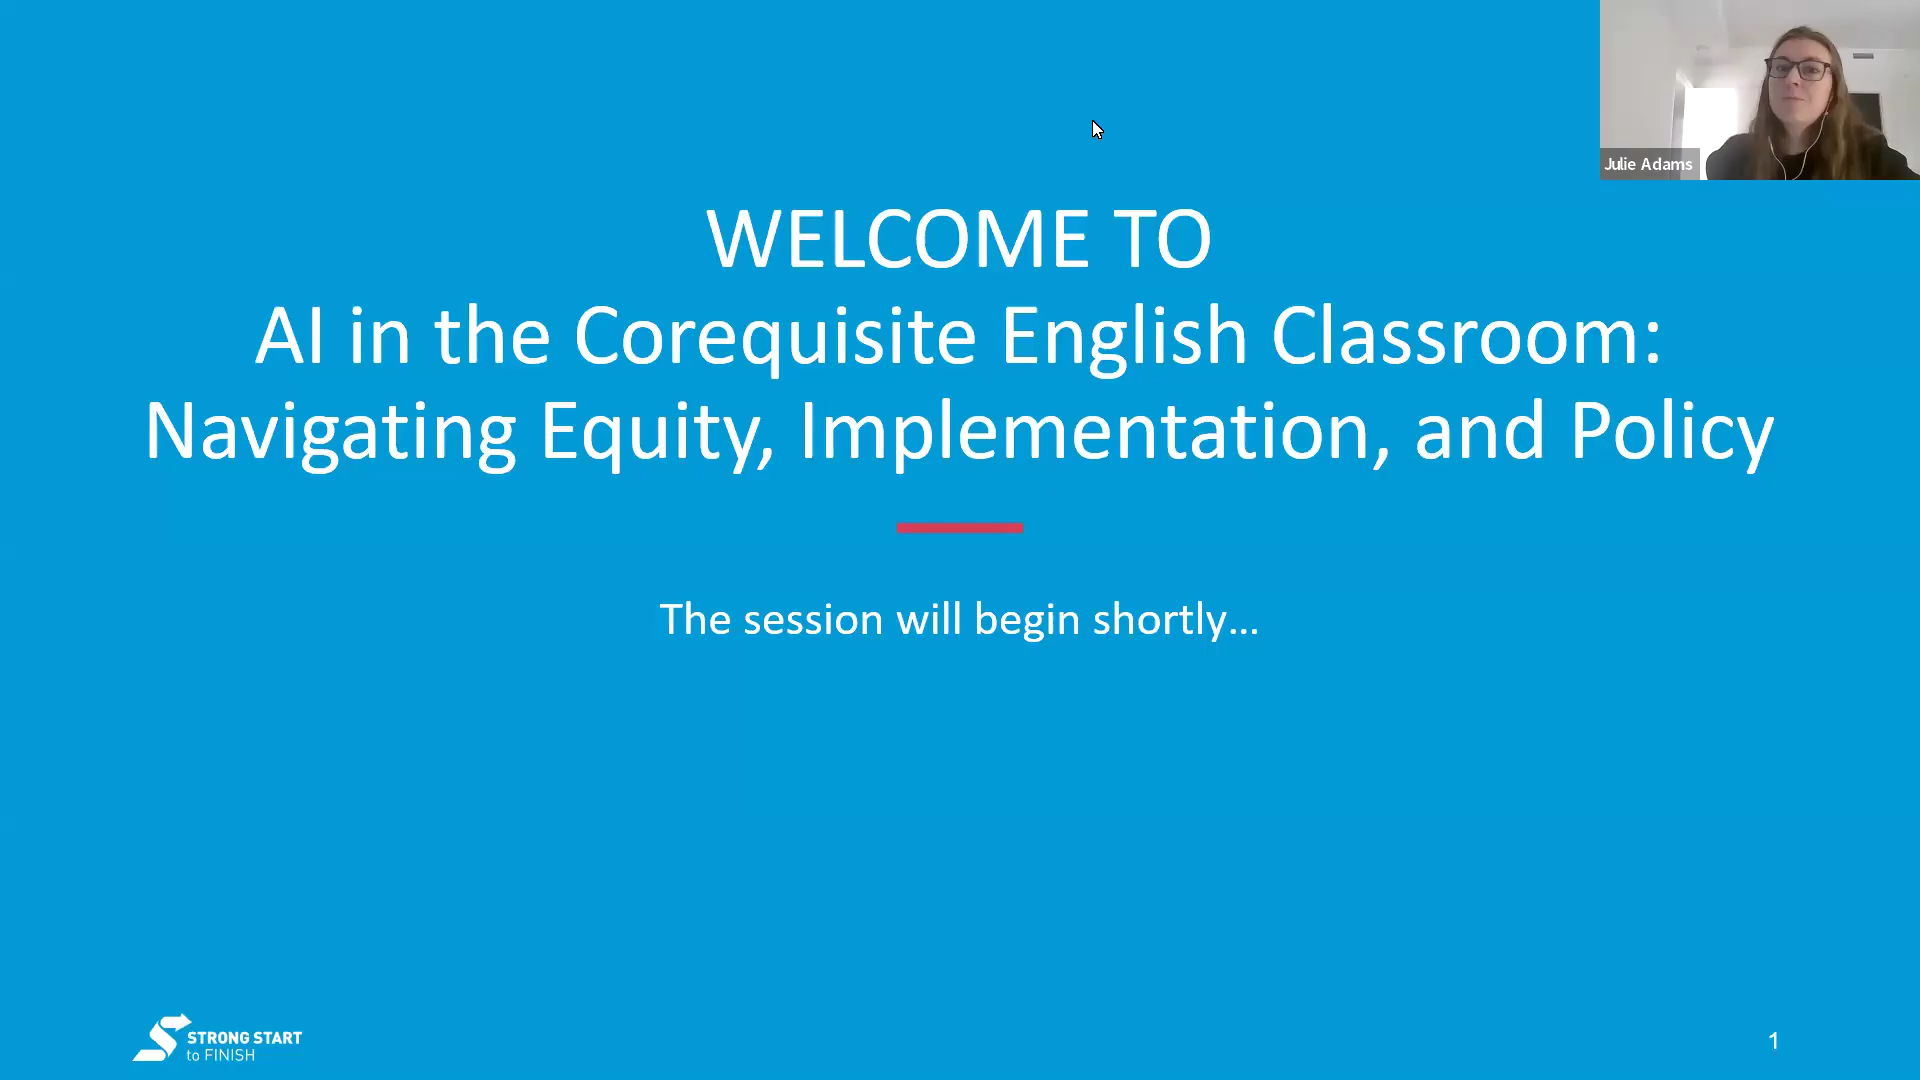 Julie Adams
WELCOME TO
AI in the Corequisite English Classroom:
Navigating Equity, Implementation, and Policy
The session will begin shortly...
STRONG START
to FINISH
1